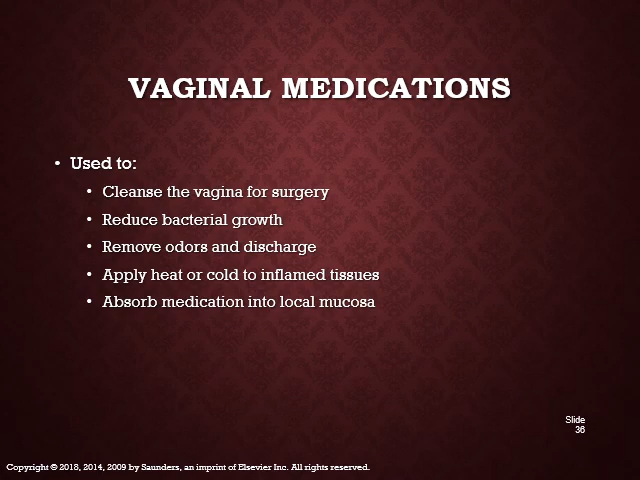 VAGINAL MEDICATIONS
• Used to:
• Cleanse the vagina for surgery
• Reduce bacterial growth
• Remove odors and discharge
• Apply heat or cold to inflamed tissues
• Absorb medication into local mucosa
Slide
36
Copyright © 2018, 2014, 2009 by Saunders, an imprint of Elsevier Inc. All rights reserved.